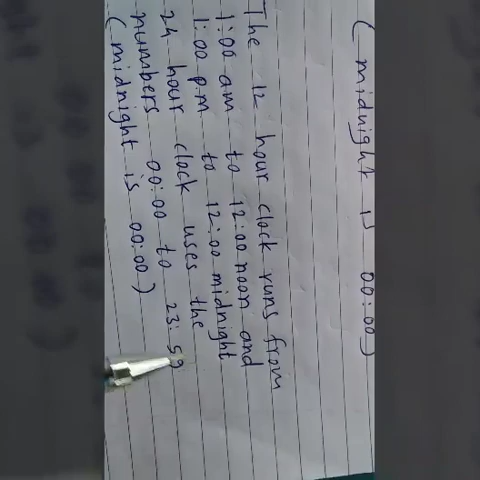 (midnight is 00:00)
The 12 hour clock runs from
1:00 am to 12:00 noon and
1:00 pm to 12:00 midnight
24 hour clock uses the
numbers 00:00 to 23:59
(midnight is 00:00)